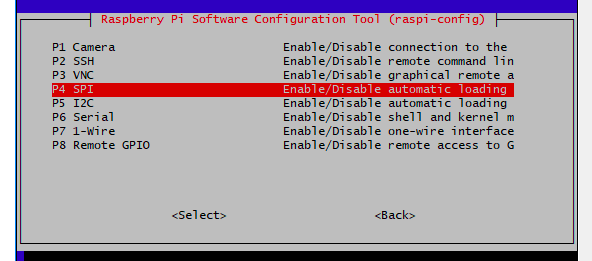 Raspberry Pi Software Configuration Tool (raspi-config)
P1 Camera Enable/Disable connection to the
P2 SSH Enable/Disable remote command lin
P3 VNC Enable/Disable graphical remote a
P4 SPI Enable/Disable automatic loading
P5 I2C Enable/Disable automatic loading
P6 Serial Enable/Disable shell and kernel m
P7 1-Wire Enable/Disable one-wire interface
P8 Remote GPIO Enable/Disable remote access to G
<Select> <Back>